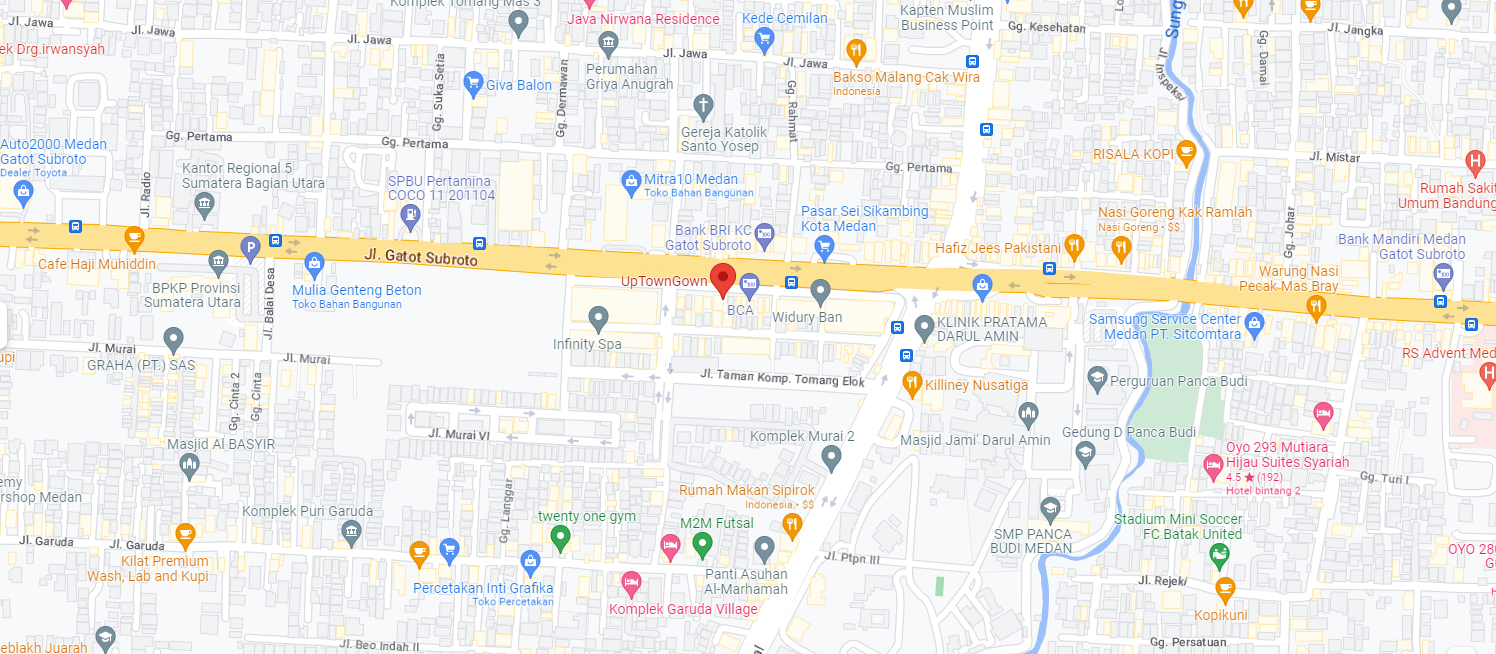 Komplek Tomang Mas 3
Java Nirwana Residence
Kede Cemilan
Kapten Muslim
Business Point
Gg. Kesehatan
Jl. Jangka
Sung
Jl. Jawa
Jl. Jawa
Jl. Jawa
Jl. Jawa
ek Drg.irwansyah
Perumahan
Griya Anugrah
Bakso Malang Cak Wira
Indonesia
Giva Balon
Gg. Suka Setia
Gg. Dermawan
Gg. Rahmat
Jl. Inspeksi
Gg. Damai
Gereja Katolik
Santo Yosep
Gg. Pertama
Gg. Pertama
Gg. Pertama
Auto2000 Medan
Gatot Subroto
Dealer Toyota
Kantor Regional 5
Sumatera Bagian Utara
Jl. Radio
SPBU Pertamina
COCO 11 201104
Mitra10 Medan
Toko Bahan Bangunan
RISALA KOPI
Jl. Mistar
Rumah Sakit
Umum Bandung
Pasar Sei Sikambing
Kota Medan
Nasi Goreng Kak Ramlah
Nasi Goreng • $$
Gg. Johar
Bank BRI KC
Gatot Subroto
Hafiz Jees Pakistani
Bank Mandiri Medan
Gatot Subroto
Cafe Haji Muhiddin
P
Jl. Gatot Subroto
BPKP Provinsi
Sumatera Utara
Jl. Balai Desa
Mulia Genteng Beton
Toko Bahan Bangunan
UpTownGown
BCA
Widury Ban
Warung Nasi
Pecak Mas Bray
Infinity Spa
KLINIK PRATAMA
DARUL AMIN
Samsung Service Center
Medan PT. Sitcomtara
Jl. Murai
Jl. Murai
upi
GRAHA (PT.) SAS
RS Advent Med
H
H
Gg. Cinta 2
Gg. Cinta
Jl. Taman Komp. Tomang Elok
Killiney Nusatiga
Perguruan Panca Budi
Jl. Murai VI
Masjid Al BASYIR
Komplek Murai 2
Masjid Jami' Darul Amin
Gedung D Panca Budi
Oyo 293 Mutiara
Hijau Suites Syariah
4.5 ★ (192)
Hotel bintang 2
Gg. Turi I
emy
ershop Medan
Rumah Makan Sipirok
Indonesia • $$
Gg. Langgar
Komplek Puri Garuda
twenty one gym
M2M Futsal
SMP PANCA
BUDI MEDAN
Stadium Mini Soccer
FC Batak United
Jl. Garuda
Jl. Garuda
Kilat Premium
Wash, Lab and Kupi
Percetakan Inti Grafika
Toko Percetakan
Panti Asuhan
Al-Marhamah
Jl. Ptpn III
OYO 280
Gu
Komplek Garuda Village
Jl. Rejeki
Kopikuni
eblakh Juarah
Jl. Beo Indah II
Gg. Persatuan